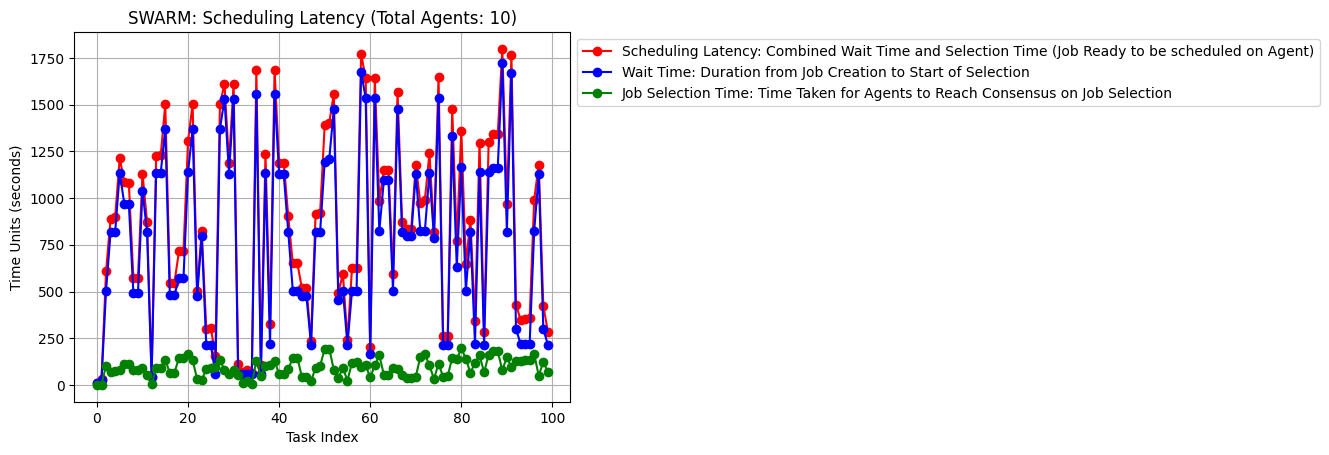 SWARM: Scheduling Latency (Total Agents: 10)
Scheduling Latency: Combined Wait Time and Selection Time (Job Ready to be scheduled on Agent)
Wait Time: Duration from Job Creation to Start of Selection
Job Selection Time: Time Taken for Agents to Reach Consensus on Job Selection
Time Units (seconds)
1750
1500
1250
1000
750
500
250
0
0
20
40
60
80
100
Task Index